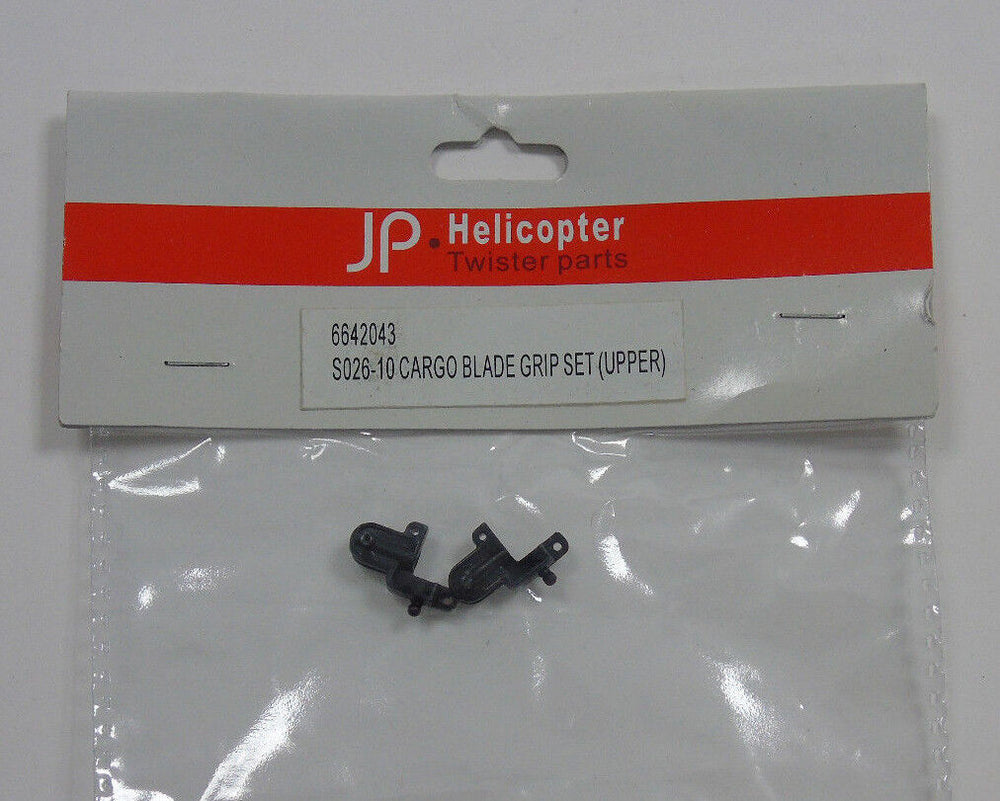 JP. Helicopter
Twister parts
6642043
S026-10 CARGO BLADE GRIP SET (UPPER)